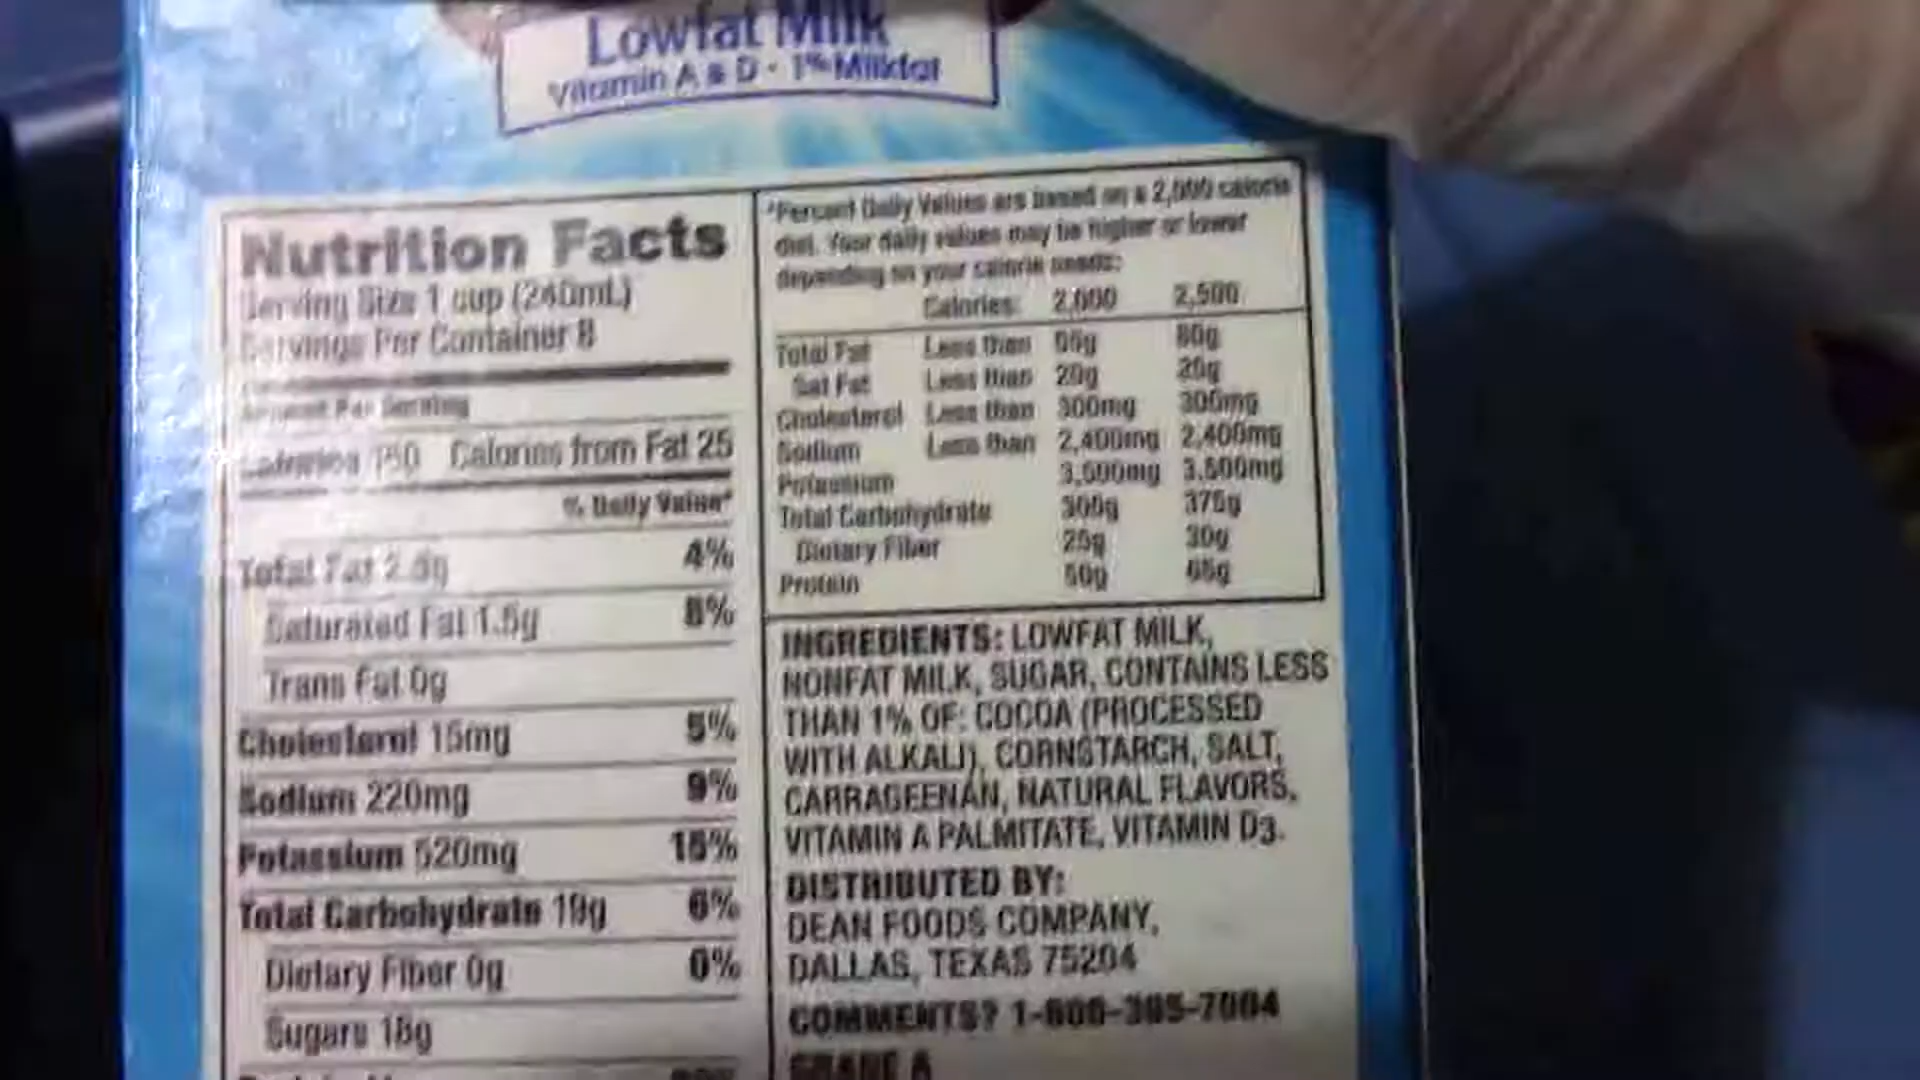 Lowfat Milk
Vitamin A & D • 1% Milkfat
Nutrition Facts
Serving Size 1 cup (240mL)
Servings Per Container 8
Amount Per Serving
Calories 150 Calories from Fat 25
% Daily Value*
Total Fat 2.5g 4%
Saturated Fat 1.5g 8%
Trans Fat 0g
Cholesterol 15mg 5%
Sodium 220mg 9%
Potassium 520mg 15%
Total Carbohydrate 19g 6%
Dietary Fiber 0g 0%
Sugars 18g
*Percent Daily Values are based on a 2,000 calorie
diet. Your daily values may be higher or lower
depending on your calorie needs:
Calories: 2,000 2,500
Total Fat Less than 65g 80g
Sat Fat Less than 20g 25g
Cholesterol Less than 300mg 300mg
Sodium Less than 2,400mg 2,400mg
Potassium 3,500mg 3,500mg
Total Carbohydrate 300g 375g
Dietary Fiber 25g 30g
Protein 50g 65g
INGREDIENTS: LOWFAT MILK,
NONFAT MILK, SUGAR, CONTAINS LESS
THAN 1% OF: COCOA (PROCESSED
WITH ALKALI), CORNSTARCH, SALT,
CARRAGEENAN, NATURAL FLAVORS,
VITAMIN A PALMITATE, VITAMIN D3.
DISTRIBUTED BY:
DEAN FOODS COMPANY,
DALLAS, TEXAS 75204
COMMENTS?
GRADE A